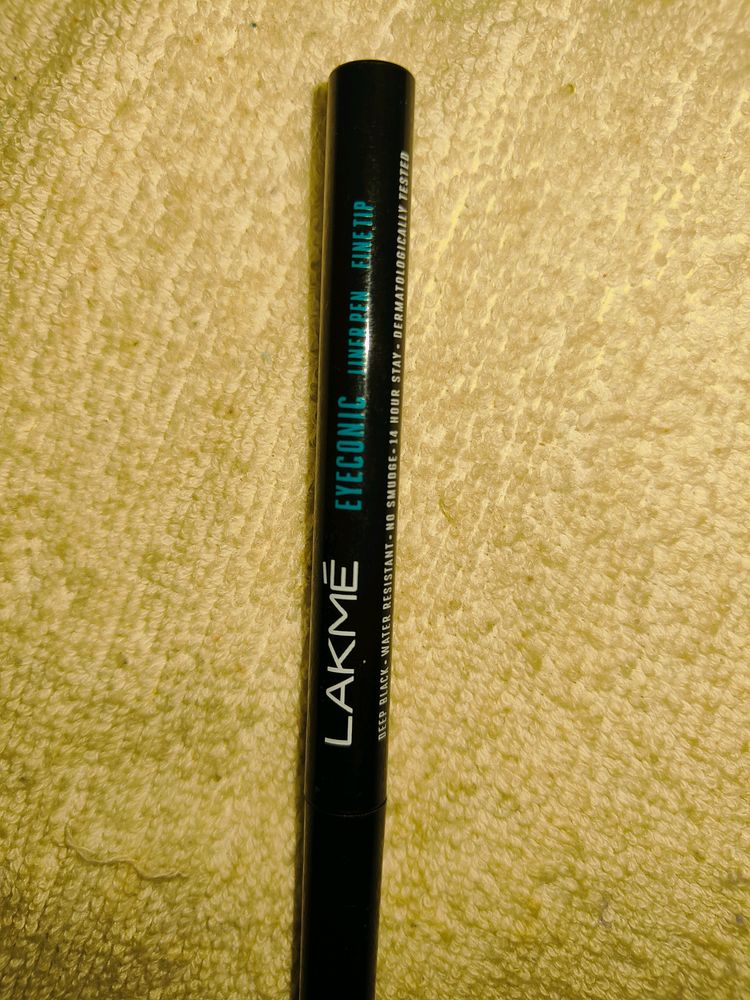 LAKMĒ EYECONIC LINER PEN FINE TIP
DEEP BLACK - WATER RESISTANT - NO SMUDGE - 14 HOUR STAY - DERMATOLOGICALLY TESTED